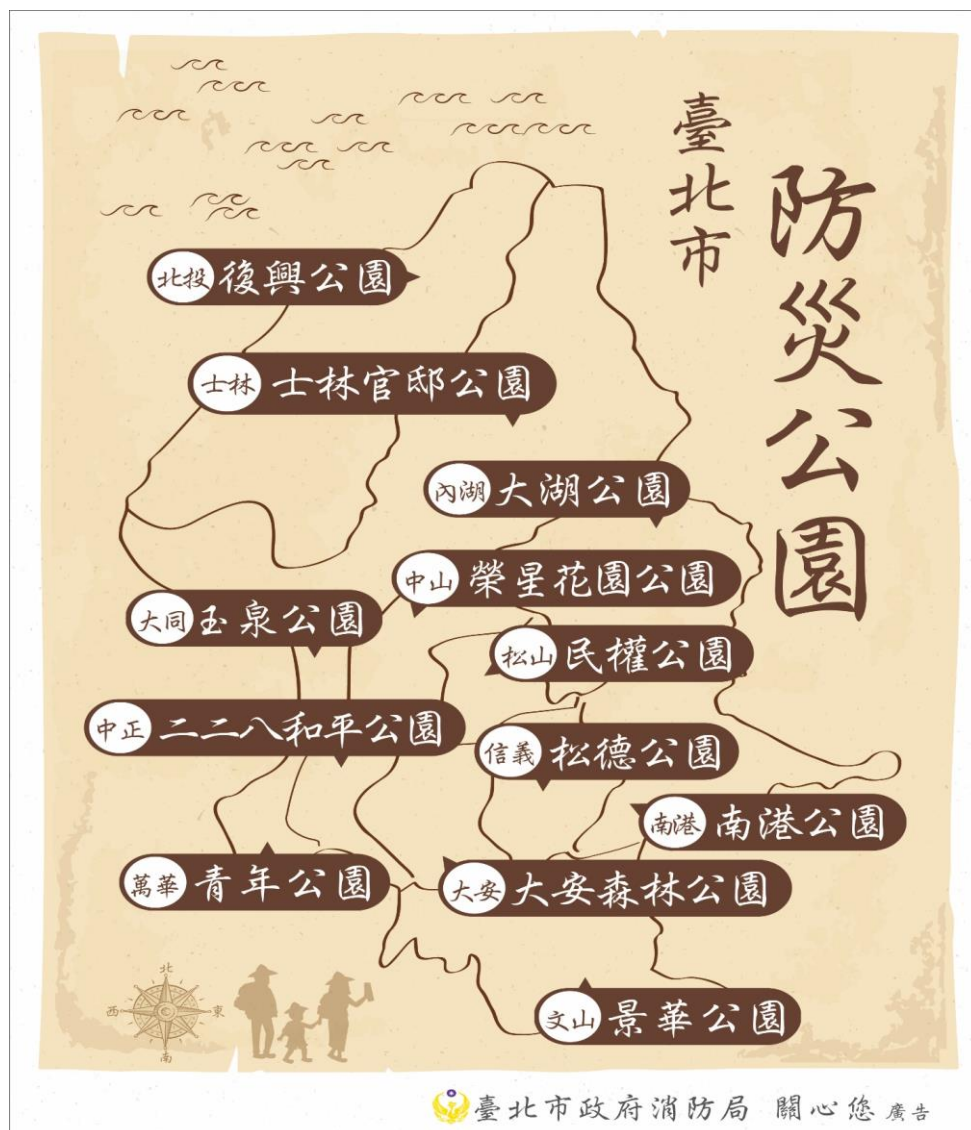 臺北市
防災公園
北投 復興公園
士林 士林官邸公園
內湖 大湖公園
中山 榮星花園公園
大同 玉泉公園
松山 民權公園
中正 二二八和平公園
信義 松德公園
南港 南港公園
萬華 青年公園
大安 大安森林公園
文山 景華公園
北
西
東
南
臺北市政府消防局 關心您 廣告